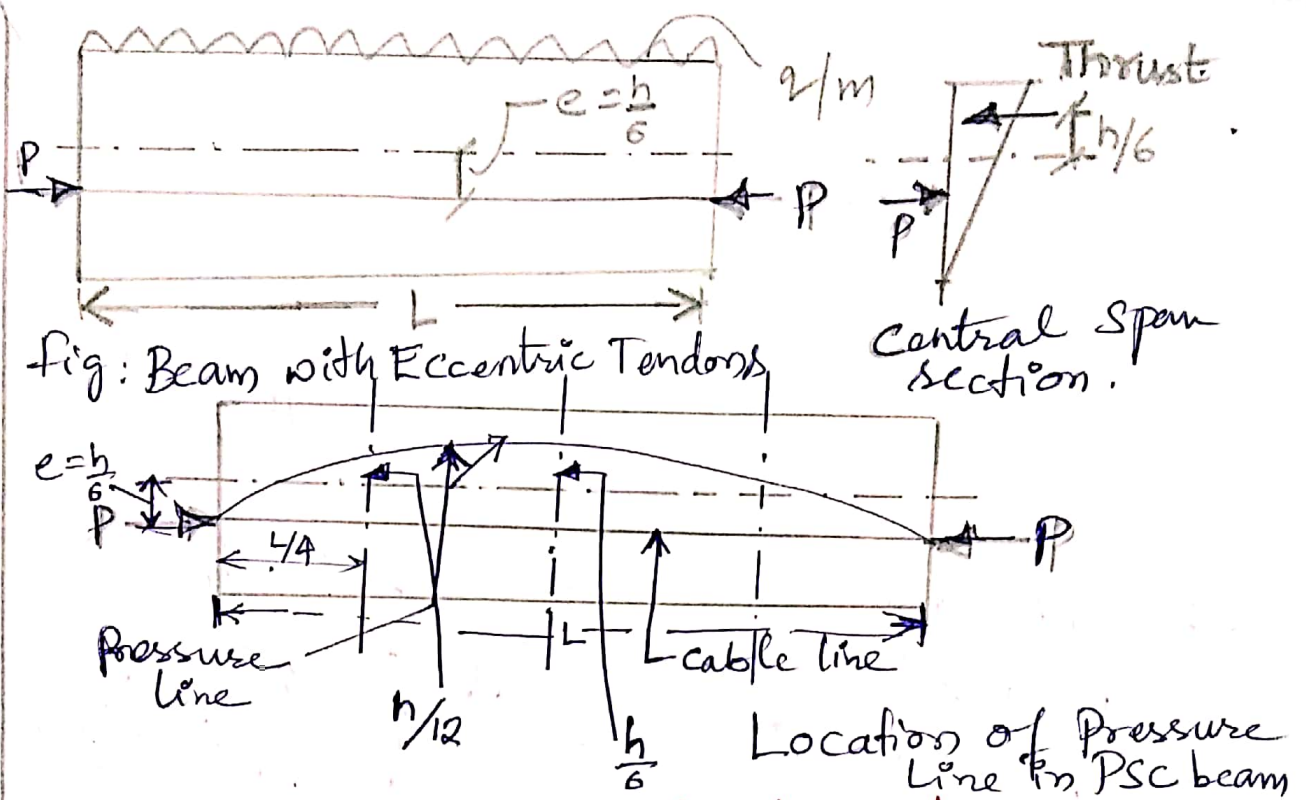 q/m
e = h/6
Thrust
h/6
P
P
P
L
fig: Beam with Eccentric Tendons
Central Span
section.
e = h/6
P
P
L/4
L
Pressure
line
cable line
h/12
h/6
Location of Pressure
Line in PSC beam